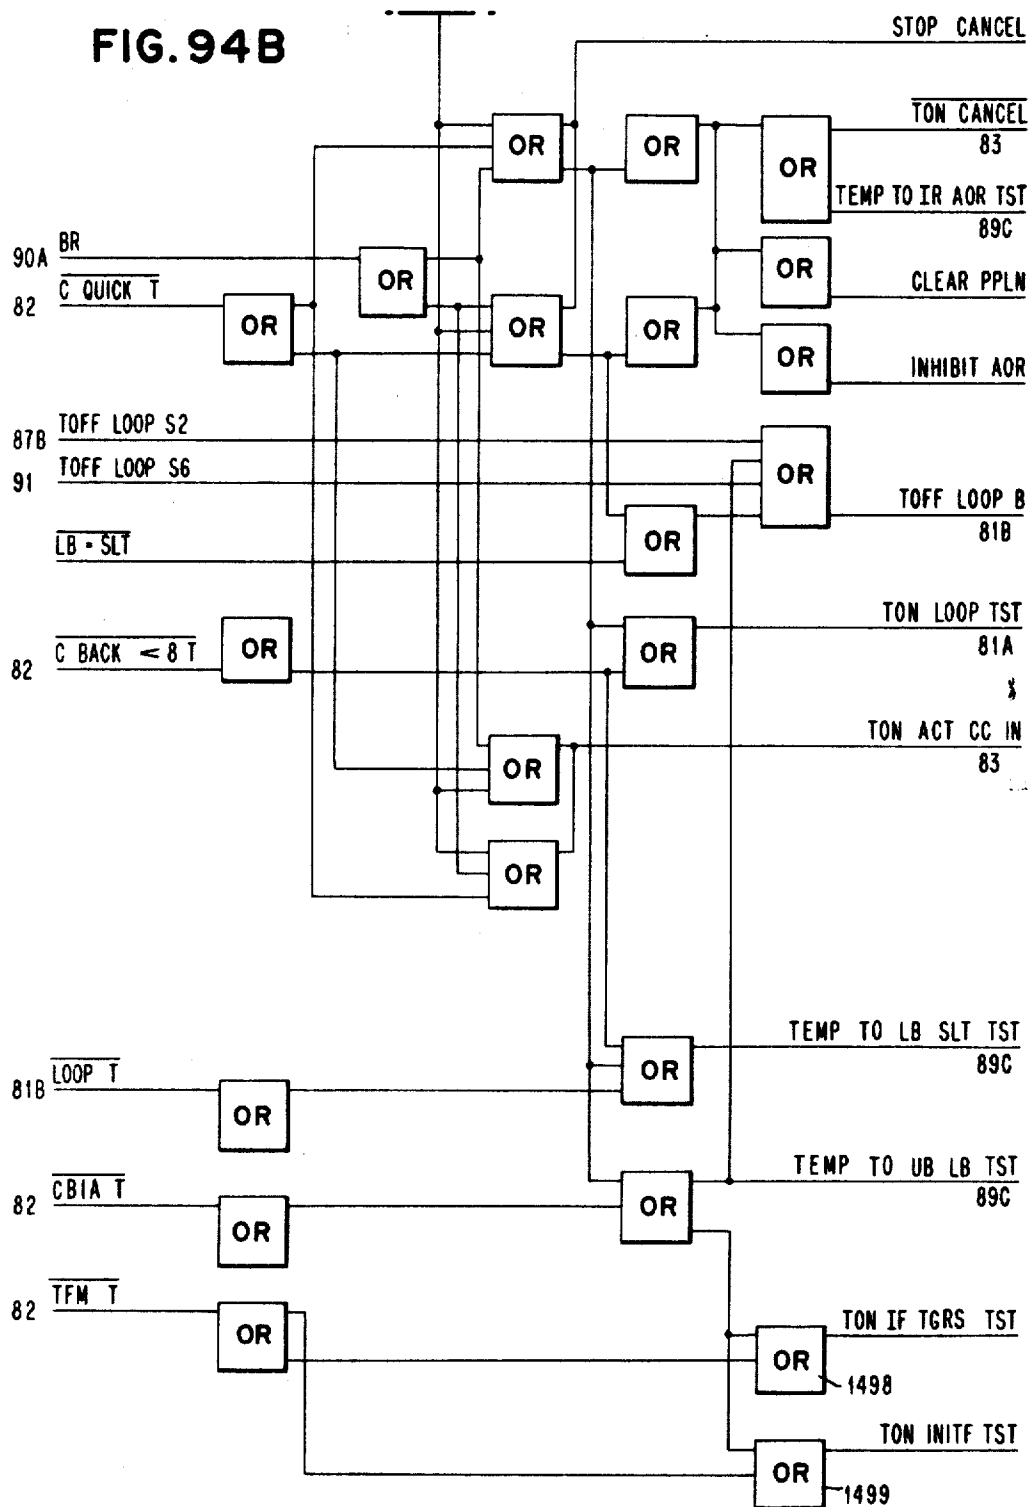 FIG. 94B
STOP CANCEL
TON CANCEL
83
OR
OR
OR
TEMP TO IR AOR TST
89C
90A BR
OR
OR
CLEAR PPLN
82 C QUICK T
OR
OR
OR
OR
INHIBIT AOR
87B TOFF LOOP S2
91 TOFF LOOP S6
OR
TOFF LOOP B
81B
LB • SLT
OR
TON LOOP TST
81A
82 C BACK < 8 T
OR
OR
TON ACT CC IN
83
OR
OR
TEMP TO LB SLT TST
89C
81B LOOP T
OR
OR
TEMP TO UB LB TST
89C
82 CBIA T
OR
OR
82 TFM T
OR
TON IF TGRS TST
OR
1498
TON INITF TST
OR
1499